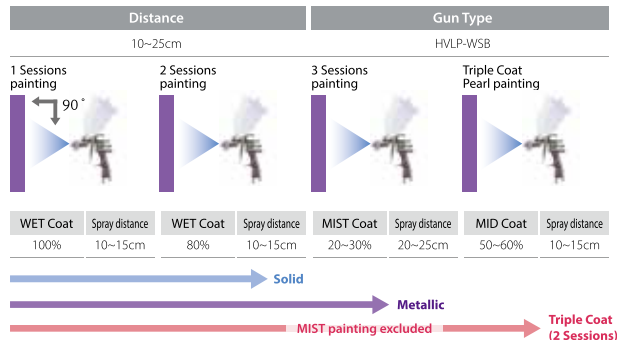 Distance
Gun Type
10~25cm
HVLP-WSB
1 Sessions
painting
2 Sessions
painting
3 Sessions
painting
Triple Coat
Pearl painting
90˚
WET Coat
Spray distance
WET Coat
Spray distance
MIST Coat
Spray distance
MID Coat
Spray distance
100%
10~15cm
80%
10~15cm
20~30%
20~25cm
50~60%
10~15cm
Solid
Metallic
MIST painting excluded
Triple Coat
(2 Sessions)